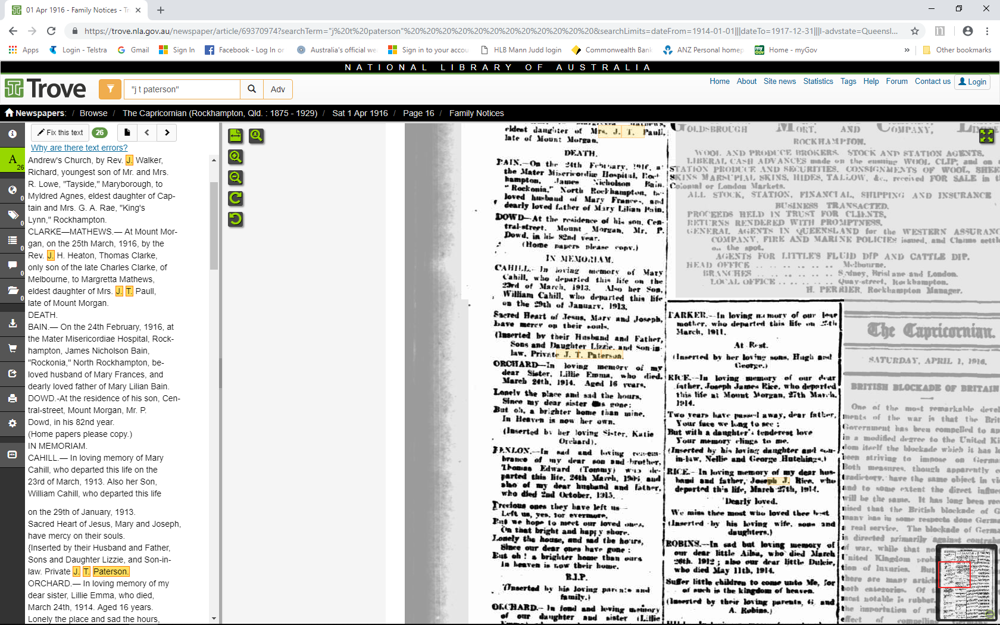 01 Apr 1916 - Family Notices - Tr
https://trove.nla.gov.au/newspaper/article/69370974?searchTerm="j%20t%20paterson"%20%20%20%20%20%20%20%20%20%20%20%20%20&searchLimits=dateFrom=1914-01-01|||dateTo=1917-12-31|||l-advstate=Queensl...
Apps Login - Telstra Gmail Sign In Facebook - Log In or Australia's official we Sign in to your accou HLB Mann Judd login Commonwealth Bank ANZ Personal homep Home - myGov » Other bookmarks
NATIONAL LIBRARY OF AUSTRALIA
Trove "j t paterson" Adv
Home About Site news Statistics Tags Help Forum Contact us Login
Newspapers: / Browse / The Capricornian (Rockhampton, Qld. : 1875 - 1929) / Sat 1 Apr 1916 / Page 16 / Family Notices
Fix this text 26
Why are there text errors?
A
26
0
0
0
0
0
Andrew's Church, by Rev. J. Walker,
Richard, youngest son of Mr. and Mrs.
R. Lowe, "Tayside," Maryborough, to
Myldred Agnes, eldest daughter of Cap-
tain and Mrs. G. A. Rae, "King's
Lynn," Rockhampton.
CLARKE—MATHEWS.— At Mount Mor-
gan, on the 25th March, 1916, by the
Rev. J. H. Heaton, Thomas Clarke,
only son of the late Charles Clarke, of
Melbourne, to Margretta Mathews,
eldest daughter of Mrs. J. T. Paull,
late of Mount Morgan.
DEATH.
BAIN.— On the 24th February, 1916, at
the Mater Misericordiae Hospital, Rock-
hampton, James Nicholson Bain,
"Rockonia," North Rockhampton, be-
loved husband of Mary Frances, and
dearly loved father of Mary Lilian Bain.
DOWD.-At the residence of his son, Cen-
tral-street, Mount Morgan, Mr. P.
Dowd, in his 82nd year.
(Home papers please copy.)
IN MEMORIAM.
CAHILL.— In loving memory of Mary
Cahill, who departed this life on the
23rd of March, 1913. Also her Son,
William Cahill, who departed this life
on the 29th of January, 1913.
Sacred Heart of Jesus, Mary and Joseph,
have mercy on their souls.
{Inserted by their Husband and Father,
Sons and Daughter Lizzie, and Son-in-
law. Private J. T. Paterson.
ORCHARD.— In loving memory of my
dear sister, Lillie Emma, who died,
March 24th, 1914. Aged 16 years.
Lonely the place and sad the hours,
eldest daughter of Mrs. J. T. Paull,
late of Mount Morgan.
DEATH.
BAIN.—On the 24th February, 1916, at
the Mater Misericordiæ Hospital, Rock-
hampton, James Nicholson Bain,
"Rockonia," North Rockhampton, be-
loved husband of Mary Frances, and
dearly loved father of Mary Lilian Bain.
DOWD—At the residence of his son, Cen-
tral-street, Mount Morgan, Mr. P.
Dowd, in his 82nd year.
(Home papers please copy.)
IN MEMORIAM.
CAHILL.—In loving memory of Mary
Cahill, who departed this life on the
23rd of March, 1913. Also her Son,
William Cahill, who departed this life
on the 29th of January, 1913.
Sacred Heart of Jesus, Mary and Joseph,
have mercy on their souls.
(Inserted by their Husband and Father,
Sons and Daughter Lizzie, and Son-in-
law, Private J. T. Paterson.
ORCHARD—In loving memory of my
dear Sister, Lillie Emma, who died,
March 24th, 1914. Aged 16 years.
Lonely the place and sad the hours,
Since my dear sister gone;
But oh, a brighter home than mine,
In Heaven is now her own.
(Inserted by her loving Sister, Katie
Orchard).
FANLON.—In sad and loving remem-
brance of my dear son and brother,
Thomas Edward (Tommy) who de-
parted this life, 26th March, and
also of my dear husband and father,
who died 2nd October, 1915.
Precious ones they have left us—
Left us, yes, for evermore,
But we hope to meet our loved ones,
On that bright and happy shore.
Lonely the house, and sad the hours,
Since our dear ones have gone;
But oh! a brighter home than ours
In heaven is now their home.
R.I.P.
(Inserted by his loving parents and
family.)
ORCHARD.—In fond and loving memory
of our daughter and sister (Lillie
GOLDSBROUGH MORT, AND COMPANY, LIMITE
ROCKHAMPTON.
WOOL AND PRODUCE BROKERS. STOCK AND STATION AGENTS.
LIBERAL CASH ADVANCES made on the ensuing WOOL CLIP, and on
STATION PRODUCE AND SECURITIES. CONSIGNMENTS OF WOOL, SHEE
SKINS MARSUPIAL SKINS, HIDES, TALLOW, &c., received FOR SALE in t
Colonial or London Markets.
ALL STOCK, STATION, FINANCIAL, SHIPPING AND INSURANCE
BUSINESS TRANSACTED.
PROCEEDS HELD IN TRUST FOR CLIENTS.
RETURNS RENDERED WITH PROMPTNESS.
GENERAL AGENTS IN QUEENSLAND for the WESTERN ASSURANC
COMPANY, FIRE AND MARINE POLICIES issued, and Claims settl
on the spot.
AGENTS FOR LITTLE'S FLUID DIP AND CATTLE DIP.
HEAD OFFICE .. .. .. .. .. Melbourne.
BRANCHES .. .. .. .. .. Sydney, Brisbane and London.
LOCAL OFFICE .. .. .. .. Quay-street, Rockhampton.
H. PERRIER, Rockhampton Manager.
PARKER.—In loving memory of our dear
mother, who departed this life on
March, 1911.
At Rest.
(Inserted by her loving sons, Hugh and
George.)
RICE.—In loving memory of our dear
father, Joseph James Rice, who departed
this life at Mount Morgan, 27th March,
1914.
Two years have passed away, dear father,
Your face we long to see;
But with a daughter's tenderest love
Your memory clings to me.
(Inserted by his loving daughter and son-
in-law, Nellie and George Hutchings.)
RICE.—In loving memory of my dear hus-
band and father, Joseph J. Rice, who
departed this life, March 27th, 1914.
Dearly loved.
We miss thee most who loved thee best
(Inserted by his loving wife, sons and
daughters.)
ROBINS.—In sad but loving memory of
our dear little Ailsa, who died March
26th, 1912; also our dear little Dulcie,
who died May 11th, 1914.
Suffer little children to come unto Me, for
of such is the kingdom of heaven.
(Inserted by their loving parents, G. and
A. Robins.)
The Capricornian.
SATURDAY, APRIL 1, 1916.
BRITISH BLOCKADE OF BRITAIN
One of the most remarkable devel
ments of the war is that the Brit
Government has been compelled to ap
in a modified degree to the United Ki
dom itself the blockade which it has
been striving to impose on German
Both measures, though apparently
tradictory, have the same object in vi
and to some extent the direct influen
will be the same. It has long been rec
nised that the British blockade of G
many has in some respects done Germa
a real service. The blockade of Germa
is directed primarily against contrab
of war, while that
United Kingdom
tion of luxuries. But
there are many articl
both categories. Of
most notable is rubber,
the importation of
effect of compelling